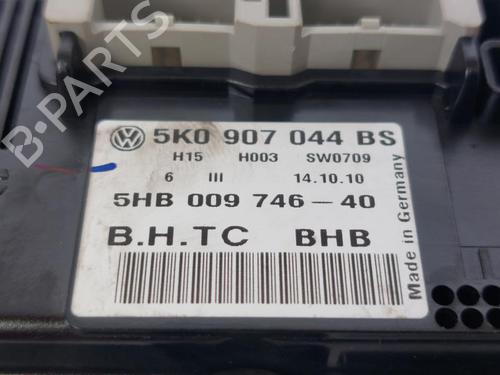 5K0 907 044 BS
H15 H003 SW0709
6 III 14.10.10
5HB 009 746-40
B.H.TC BHB
Made in Germany